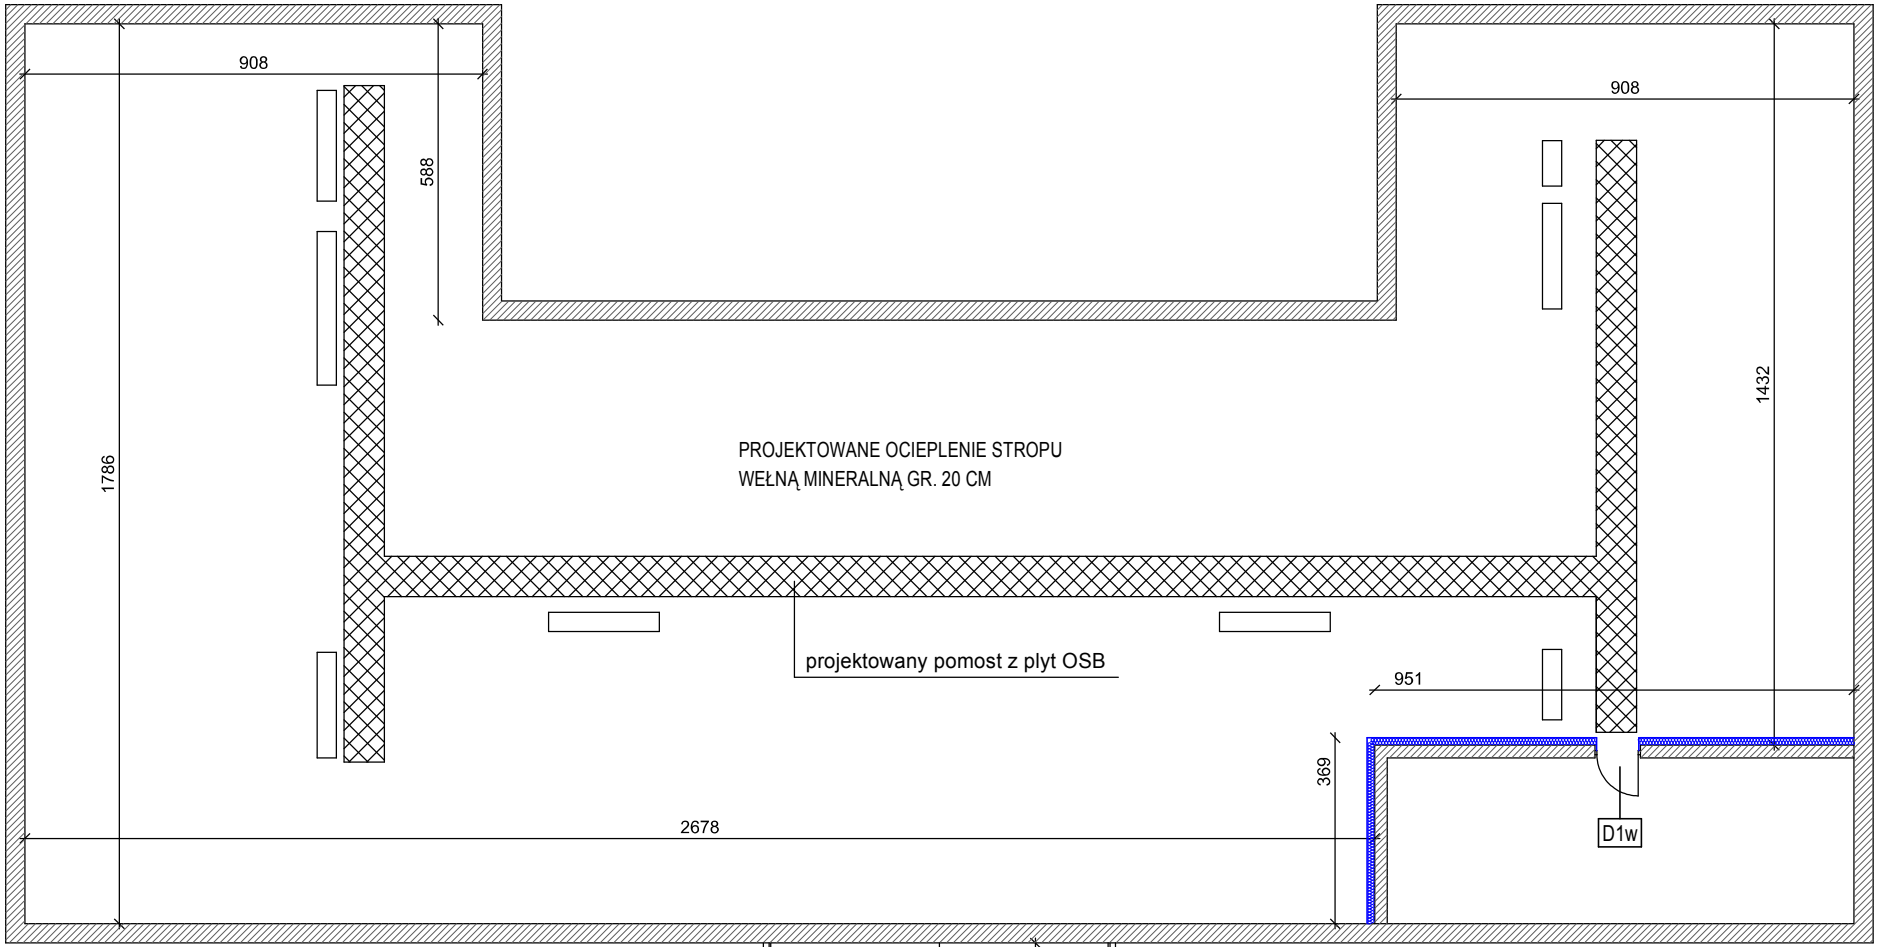 908
908
588
1432
PROJEKTOWANE OCIEPLENIE STROPU
WEŁNĄ MINERALNĄ GR. 20 CM
1786
projektowany pomost z plyt OSB
951
369
2678
D1w